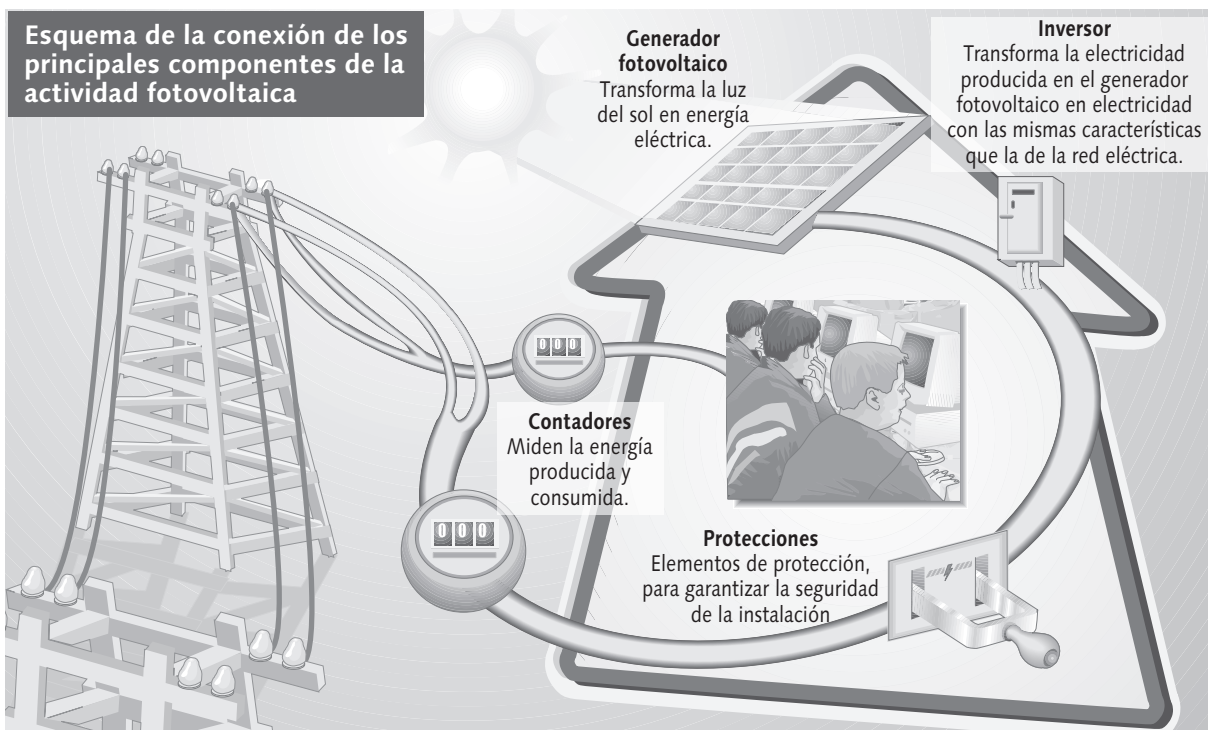 Esquema de la conexión de los
principales componentes de la
actividad fotovoltaica
Generador
fotovoltaico
Transforma la luz
del sol en energía
eléctrica.
Inversor
Transforma la electricidad
producida en el generador
fotovoltaico en electricidad
con las mismas características
que la de la red eléctrica.
000
Contadores
Miden la energía
producida y
consumida.
000
Protecciones
Elementos de protección,
para garantizar la seguridad
de la instalación